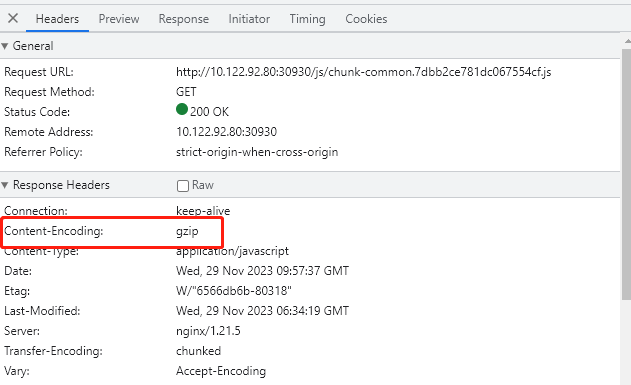 Headers Preview Response Initiator Timing Cookies
General
Request URL: http://10.122.92.80:30930/js/chunk-common.7dbb2ce781dc067554cf.js
Request Method: GET
Status Code: 200 OK
Remote Address: 10.122.92.80:30930
Referrer Policy: strict-origin-when-cross-origin
Response Headers Raw
Connection: keep-alive
Content-Encoding: gzip
Content-Type: application/javascript
Date: Wed, 29 Nov 2023 09:57:37 GMT
Etag: W/"6566db6b-80318"
Last-Modified: Wed, 29 Nov 2023 06:34:19 GMT
Server: nginx/1.21.5
Transfer-Encoding: chunked
Vary: Accept-Encoding